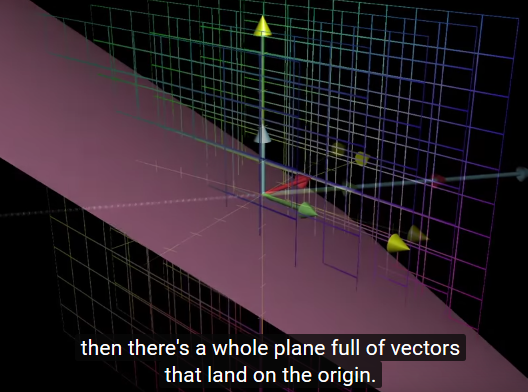 then there's a whole plane full of vectors
that land on the origin.